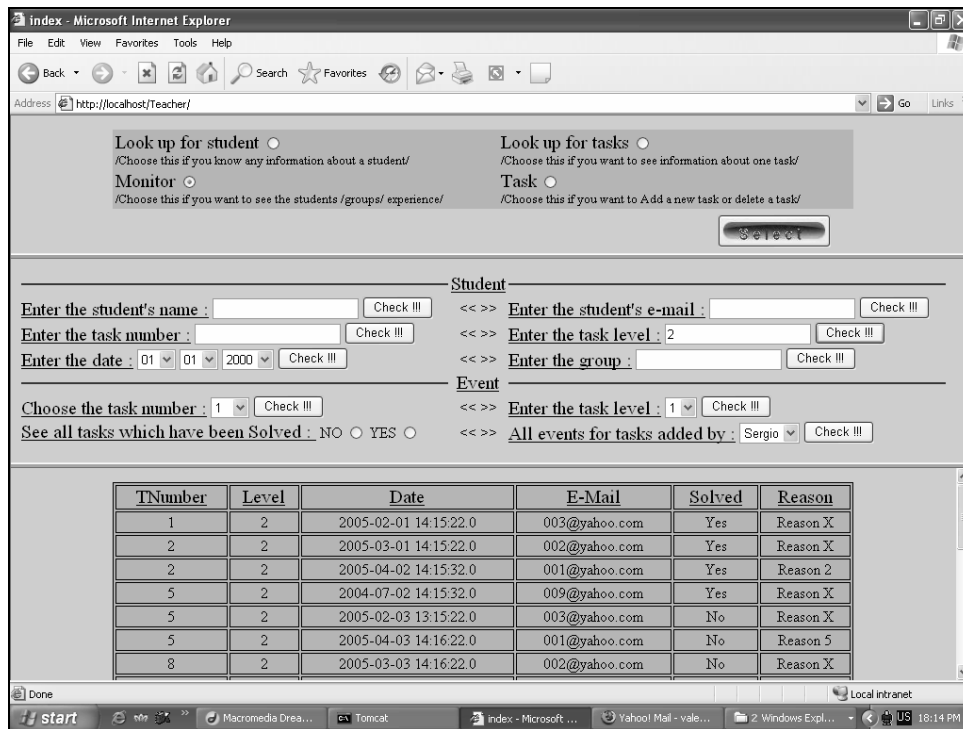 index - Microsoft Internet Explorer
File Edit View Favorites Tools Help
Back Search Favorites
Address http://localhost/Teacher/ Go Links
Look up for student Look up for tasks
/Choose this if you know any information about a student/ /Choose this if you want to see information about one task/
Monitor Task
/Choose this if you want to see the students /groups/ experience/ /Choose this if you want to Add a new task or delete a task/
Select
Student
Enter the student's name : Check !!! << >> Enter the student's e-mail : Check !!!
Enter the task number : Check !!! << >> Enter the task level : 2 Check !!!
Enter the date : 01 01 2000 Check !!! << >> Enter the group : Check !!!
Event
Choose the task number : 1 Check !!! << >> Enter the task level : 1 Check !!!
See all tasks which have been Solved : NO YES << >> All events for tasks added by : Sergio Check !!!
TNumber Level Date E-Mail Solved Reason
1 2 2005-02-01 14:15:22.0 003@yahoo.com Yes Reason X
2 2 2005-03-01 14:15:22.0 002@yahoo.com Yes Reason X
2 2 2005-04-02 14:15:32.0 001@yahoo.com Yes Reason 2
5 2 2004-07-02 14:15:32.0 009@yahoo.com Yes Reason X
5 2 2005-02-03 13:15:22.0 003@yahoo.com No Reason X
5 2 2005-04-03 14:16:22.0 001@yahoo.com No Reason 5
8 2 2005-03-03 14:16:22.0 002@yahoo.com No Reason X
Done Local intranet
start Macromedia Drea... Tomcat index - Microsoft ... Yahoo! Mail - vale... 2 Windows Expl... US 18:14 PM